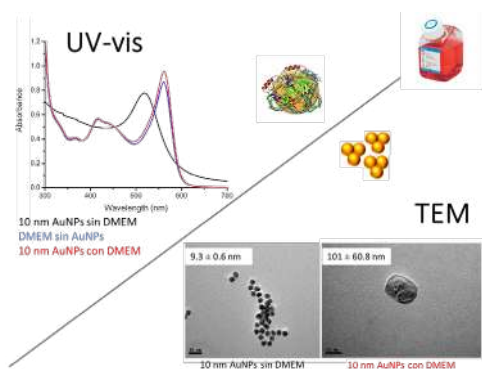 UV-vis
1.2
1.0
0.8
0.6
0.4
0.2
0.0
Absorbance
300 400 500 600 700
Wavelength (nm)
10 nm AuNPs sin DMEM
DMEM sin AuNPs
10 nm AuNPs con DMEM
TEM
9.3 ± 0.6 nm
101 ± 60.8 nm
10 nm AuNPs sin DMEM
10 nm AuNPs con DMEM